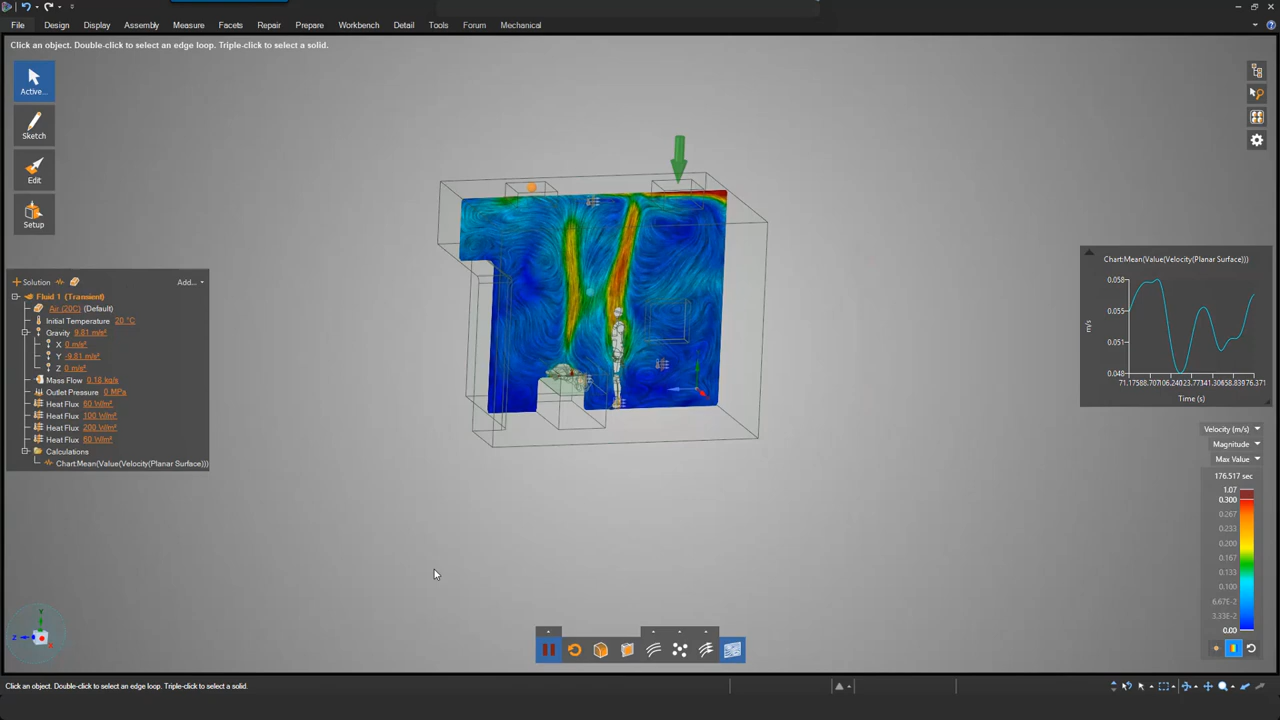 File Design Display Assembly Measure Facets Repair Prepare Workbench Detail Tools Forum Mechanical
Click an object. Double-click to select an edge loop. Triple-click to select a solid.
Active...
Sketch
Edit
Setup
Solution Add...
Fluid 1 (Transient)
Air (20C) (Default)
Initial Temperature 20 °C
Gravity 9.81 m/s²
X 0 m/s²
Y -9.81 m/s²
Z 0 m/s²
Mass Flow 0.18 kg/s
Outlet Pressure 0 MPa
Heat Flux 60 W/m²
Heat Flux 100 W/m²
Heat Flux 200 W/m²
Heat Flux 60 W/m²
Calculations
Chart:Mean(Value(Velocity(Planar Surface)))
Chart:Mean(Value(Velocity(Planar Surface)))
0.058
0.055
0.051
0.048
m/s
Time (s)
Velocity (m/s)
Magnitude
Max Value
176.517 sec
1.07
0.300
0.267
0.233
0.200
0.167
0.133
0.100
6.67E-2
3.33E-2
0.00
Y
Z
X
Click an object. Double-click to select an edge loop. Triple-click to select a solid.